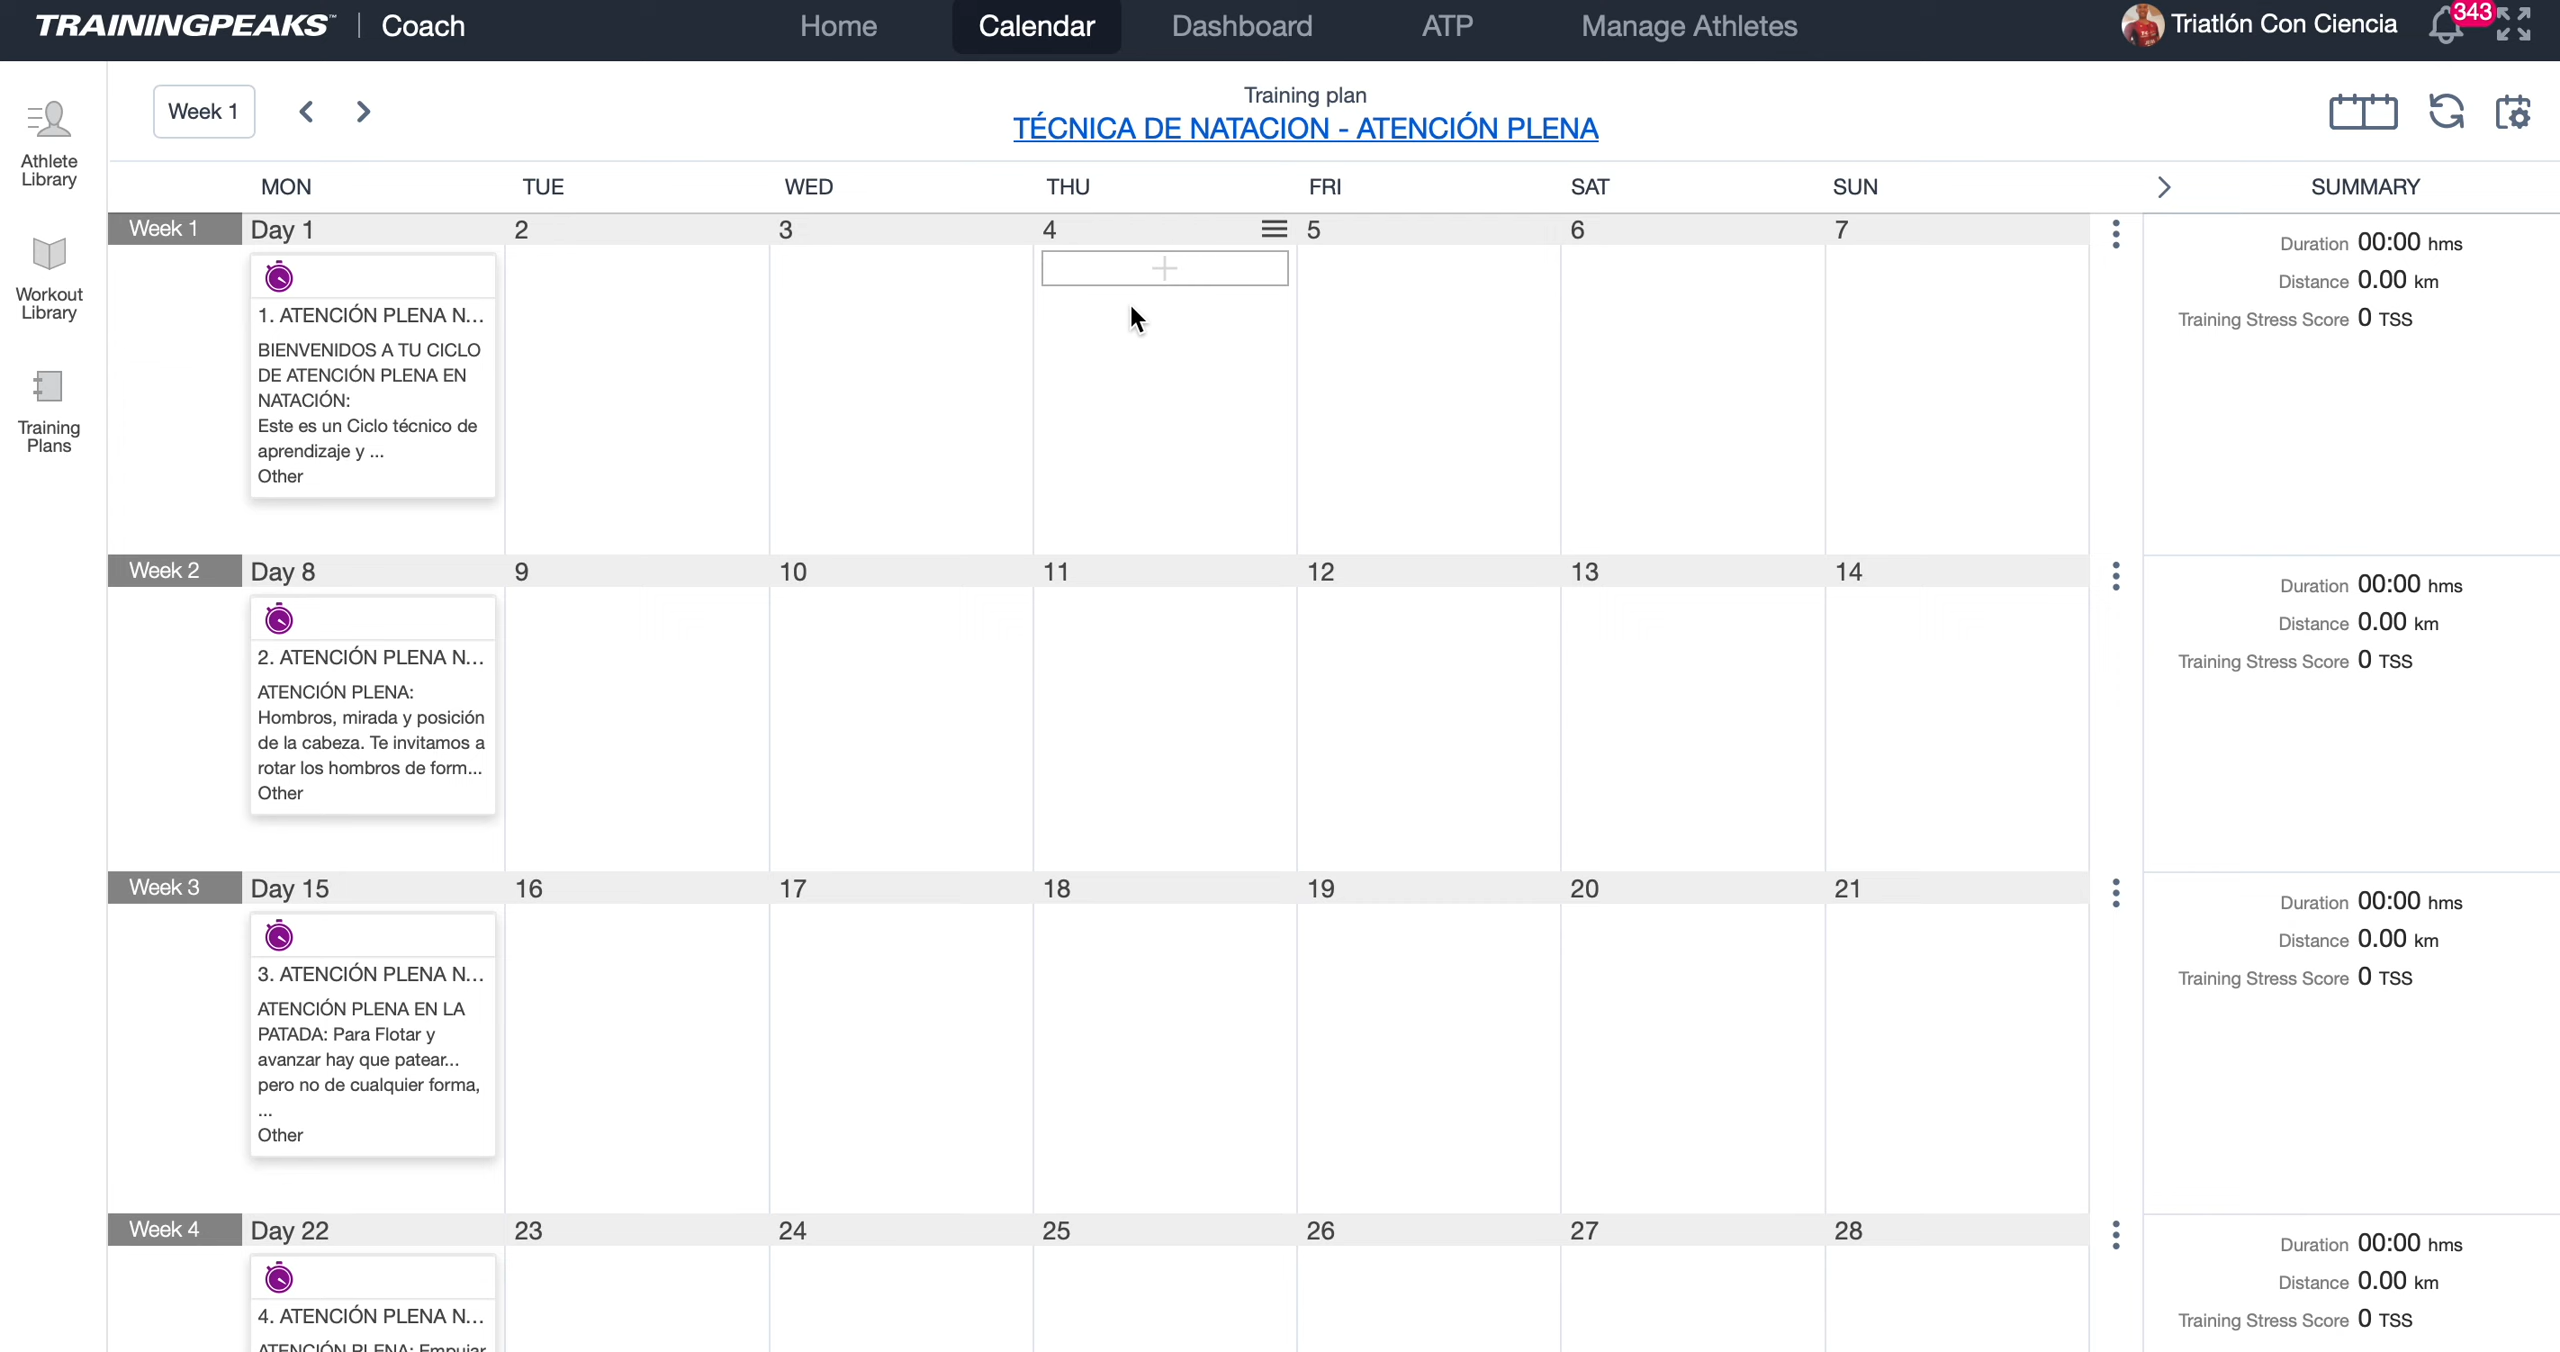 TRAININGPEAKS™ | Coach
Home
Calendar
Dashboard
ATP
Manage Athletes
Triatlón Con Ciencia
343
Athlete
Library
Workout
Library
Training
Plans
Week 1
Training plan
TÉCNICA DE NATACION - ATENCIÓN PLENA
MON TUE WED THU FRI SAT SUN SUMMARY
Week 1 Day 1 2 3 4 5 6 7
1. ATENCIÓN PLENA N...
BIENVENIDOS A TU CICLO
DE ATENCIÓN PLENA EN
NATACIÓN:
Este es un Ciclo técnico de
aprendizaje y ...
Other
Duration 00:00 hms
Distance 0.00 km
Training Stress Score 0 TSS
Week 2 Day 8 9 10 11 12 13 14
2. ATENCIÓN PLENA N...
ATENCIÓN PLENA:
Hombros, mirada y posición
de la cabeza. Te invitamos a
rotar los hombros de form...
Other
Duration 00:00 hms
Distance 0.00 km
Training Stress Score 0 TSS
Week 3 Day 15 16 17 18 19 20 21
3. ATENCIÓN PLENA N...
ATENCIÓN PLENA EN LA
PATADA: Para Flotar y
avanzar hay que patear...
pero no de cualquier forma,
...
Other
Duration 00:00 hms
Distance 0.00 km
Training Stress Score 0 TSS
Week 4 Day 22 23 24 25 26 27 28
4. ATENCIÓN PLENA N...
ATENCIÓN PLENA: Empujar
Duration 00:00 hms
Distance 0.00 km
Training Stress Score 0 TSS